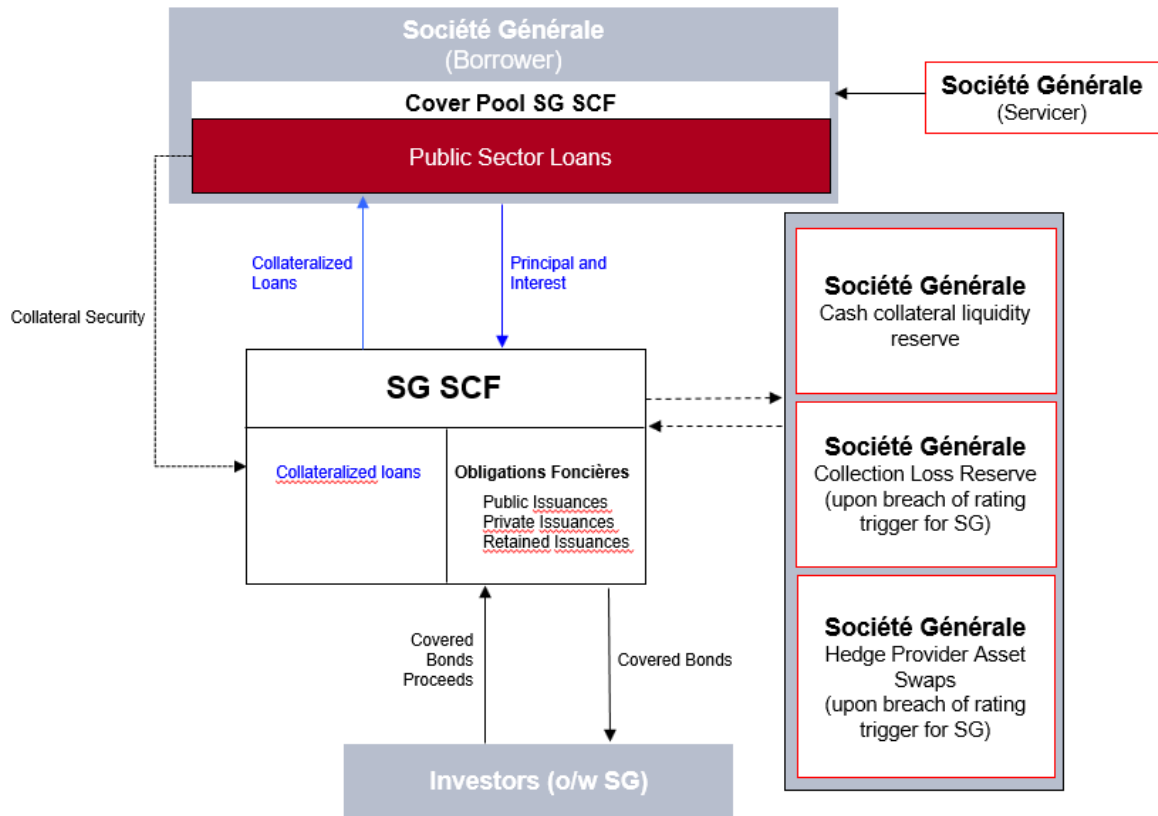 Société Générale
(Borrower)
Cover Pool SG SCF
Public Sector Loans
Société Générale
(Servicer)
Collateralized
Loans
Principal and
Interest
Collateral Security
SG SCF
Collateralized loans
Obligations Foncières
Public Issuances
Private Issuances
Retained Issuances
Société Générale
Cash collateral liquidity
reserve
Société Générale
Collection Loss Reserve
(upon breach of rating
trigger for SG)
Société Générale
Hedge Provider Asset
Swaps
(upon breach of rating
trigger for SG)
Covered
Bonds
Proceeds
Covered Bonds
Investors (o/w SG)